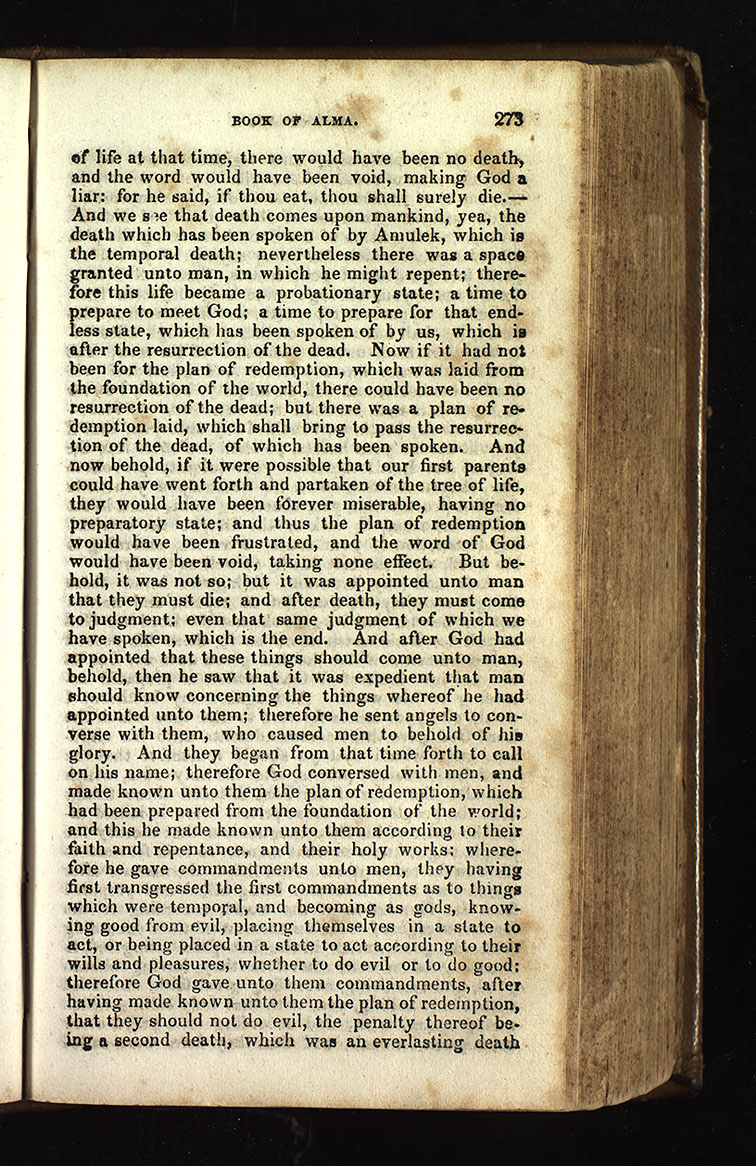 BOOK OF ALMA. 273
of life at that time, there would have been no death,
and the word would have been void, making God a
liar: for he said, if thou eat, thou shall surely die.—
And we see that death comes upon mankind, yea, the
death which has been spoken of by Amulek, which is
the temporal death; nevertheless there was a space
granted unto man, in which he might repent; there-
fore this life became a probationary state; a time to
prepare to meet God; a time to prepare for that end-
less state, which has been spoken of by us, which is
after the resurrection of the dead. Now if it had not
been for the plan of redemption, which was laid from
the foundation of the world, there could have been no
resurrection of the dead; but there was a plan of re-
demption laid, which shall bring to pass the resurrec-
tion of the dead, of which has been spoken. And
now behold, if it were possible that our first parents
could have went forth and partaken of the tree of life,
they would have been forever miserable, having no
preparatory state; and thus the plan of redemption
would have been frustrated, and the word of God
would have been void, taking none effect. But be-
hold, it was not so; but it was appointed unto man
that they must die; and after death, they must come
to judgment; even that same judgment of which we
have spoken, which is the end. And after God had
appointed that these things should come unto man,
behold, then he saw that it was expedient that man
should know concerning the things whereof he had
appointed unto them; therefore he sent angels to con-
verse with them, who caused men to behold of his
glory. And they began from that time forth to call
on his name; therefore God conversed with men, and
made known unto them the plan of redemption, which
had been prepared from the foundation of the world;
and this he made known unto them according to their
faith and repentance, and their holy works: where-
fore he gave commandments unto men, they having
first transgressed the first commandments as to things
which were temporal, and becoming as gods, know-
ing good from evil, placing themselves in a state to
act, or being placed in a state to act according to their
wills and pleasures, whether to do evil or to do good:
therefore God gave unto them commandments, after
having made known unto them the plan of redemption,
that they should not do evil, the penalty thereof be-
ing a second death, which was an everlasting death